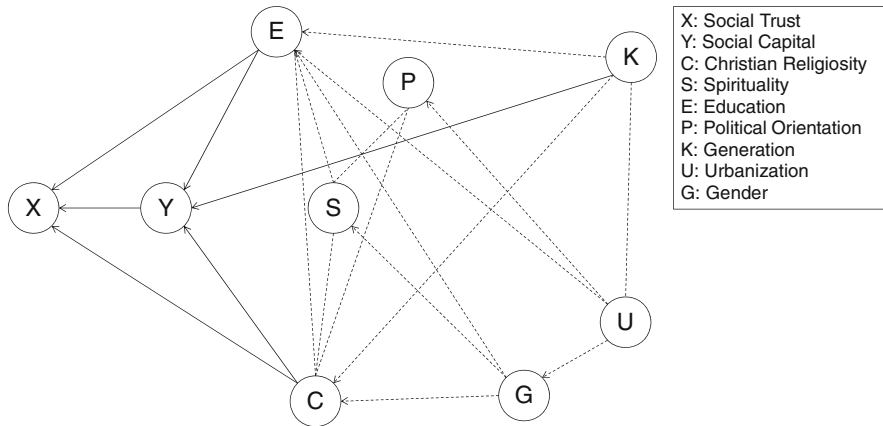 E
P
K
X
Y
S
U
C
G
X: Social Trust
Y: Social Capital
C: Christian Religiosity
S: Spirituality
E: Education
P: Political Orientation
K: Generation
U: Urbanization
G: Gender